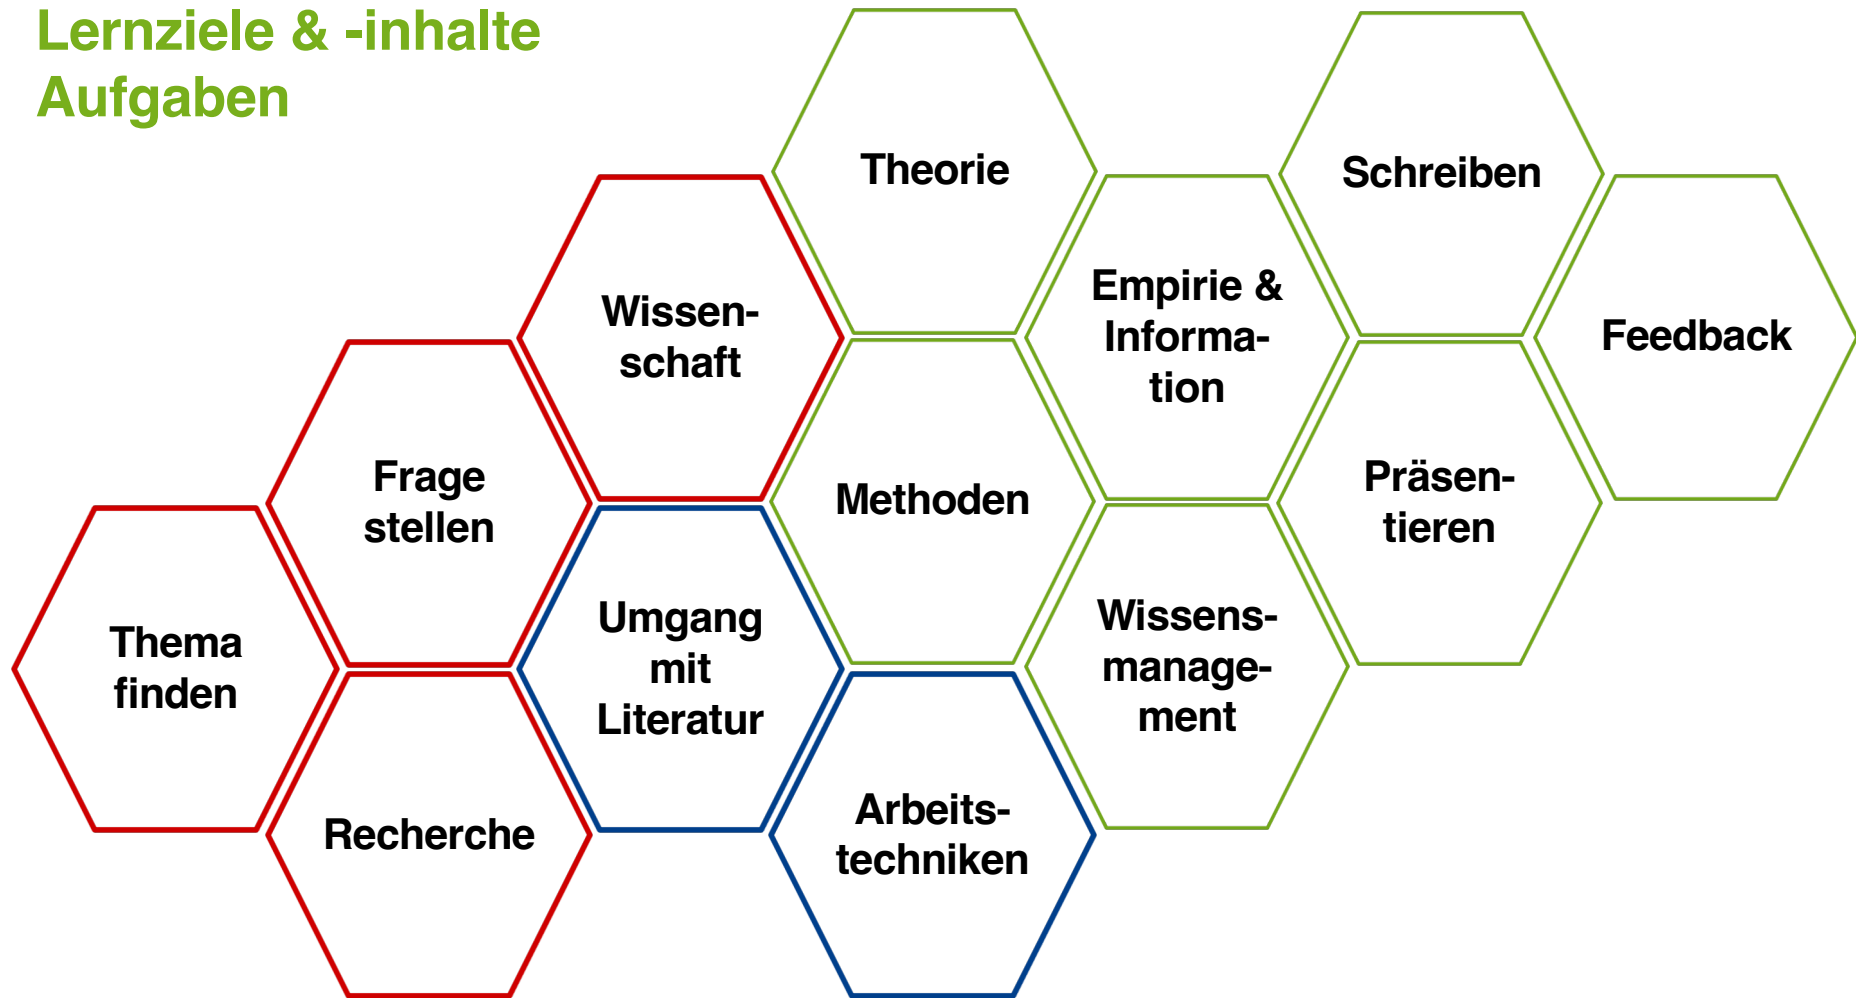 Lernziele & -inhalte
Aufgaben
Theorie
Schreiben
Wissen-
schaft
Empirie &
Informa-
tion
Feedback
Frage
stellen
Methoden
Präsen-
tieren
Thema
finden
Umgang
mit
Literatur
Wissens-
manage-
ment
Recherche
Arbeits-
techniken